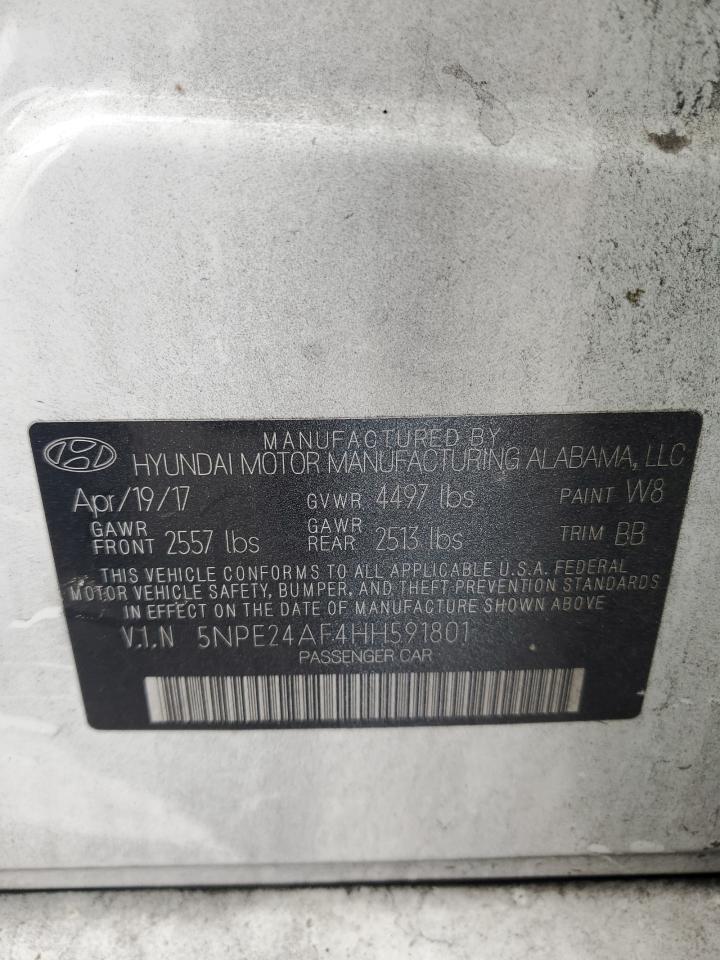 MANUFACTURED BY
HYUNDAI MOTOR MANUFACTURING ALABAMA, LLC
Apr/19/17 GVWR 4497 lbs PAINT W8
GAWR FRONT 2557 lbs GAWR REAR 2513 lbs TRIM BB
THIS VEHICLE CONFORMS TO ALL APPLICABLE U.S.A. FEDERAL
MOTOR VEHICLE SAFETY, BUMPER, AND THEFT PREVENTION STANDARDS
IN EFFECT ON THE DATE OF MANUFACTURE SHOWN ABOVE
V.I.N 5NPE24AF4HH591801
PASSENGER CAR